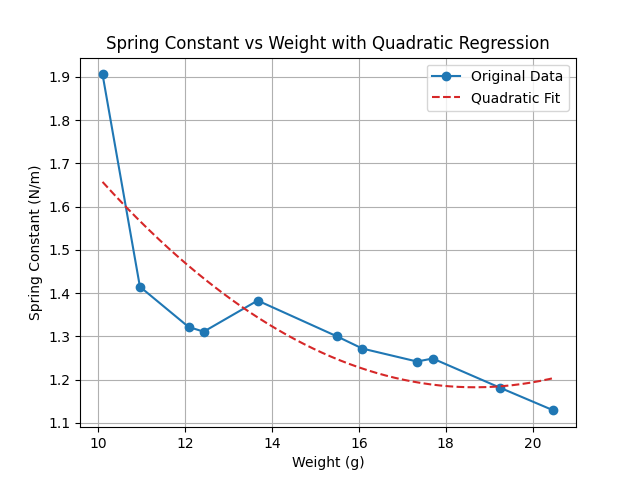 Spring Constant vs Weight with Quadratic Regression
Original Data
Quadratic Fit
1.9
1.8
1.7
1.6
1.5
1.4
1.3
1.2
1.1
Spring Constant (N/m)
10 12 14 16 18 20
Weight (g)